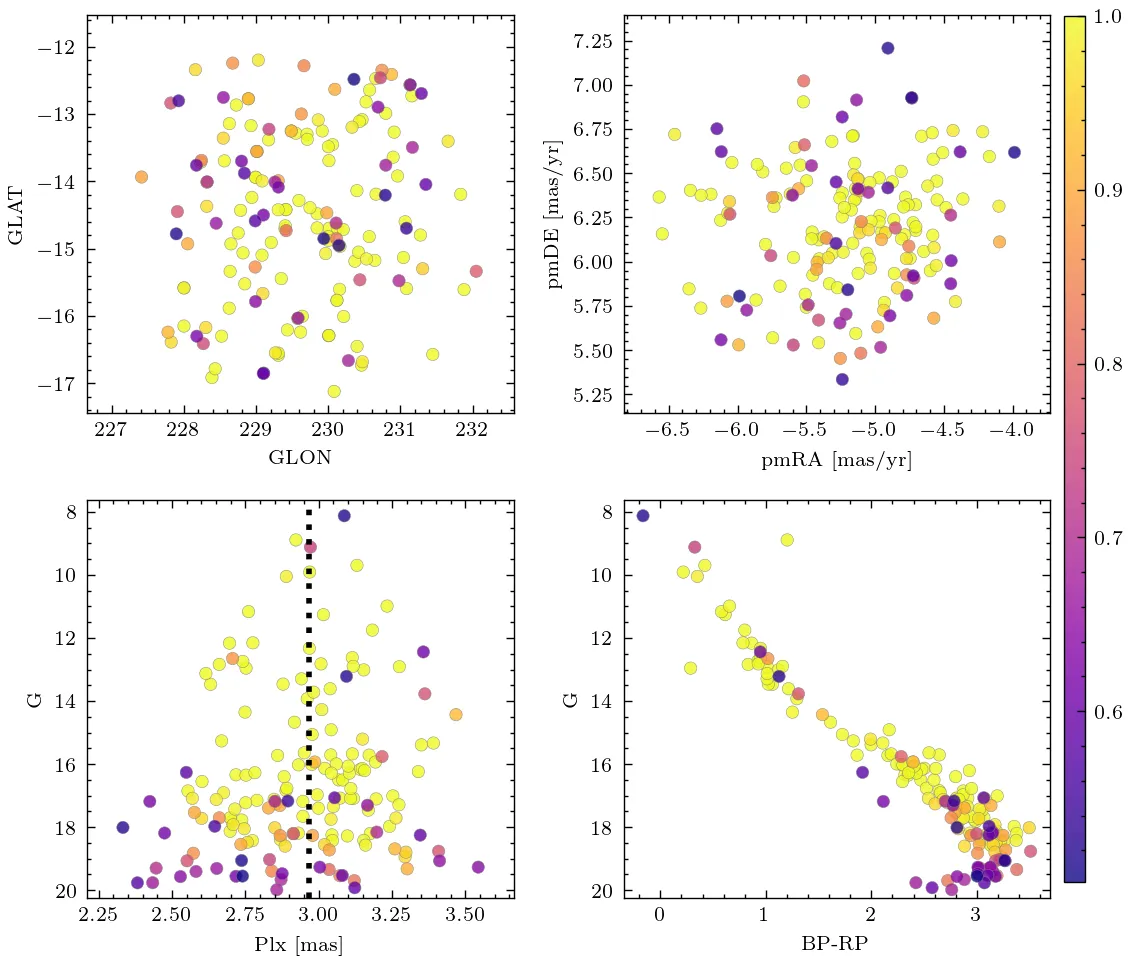 −12
−13
−14
−15
−16
−17
GLAT
227 228 229 230 231 232
GLON
7.25
7.00
6.75
6.50
6.25
6.00
5.75
5.50
5.25
pmDE [mas/yr]
−6.5 −6.0 −5.5 −5.0 −4.5 −4.0
pmRA [mas/yr]
8
10
12
14
16
18
20
G
2.25 2.50 2.75 3.00 3.25 3.50
Plx [mas]
8
10
12
14
16
18
20
G
0 1 2 3
BP-RP
1.0
0.9
0.8
0.7
0.6